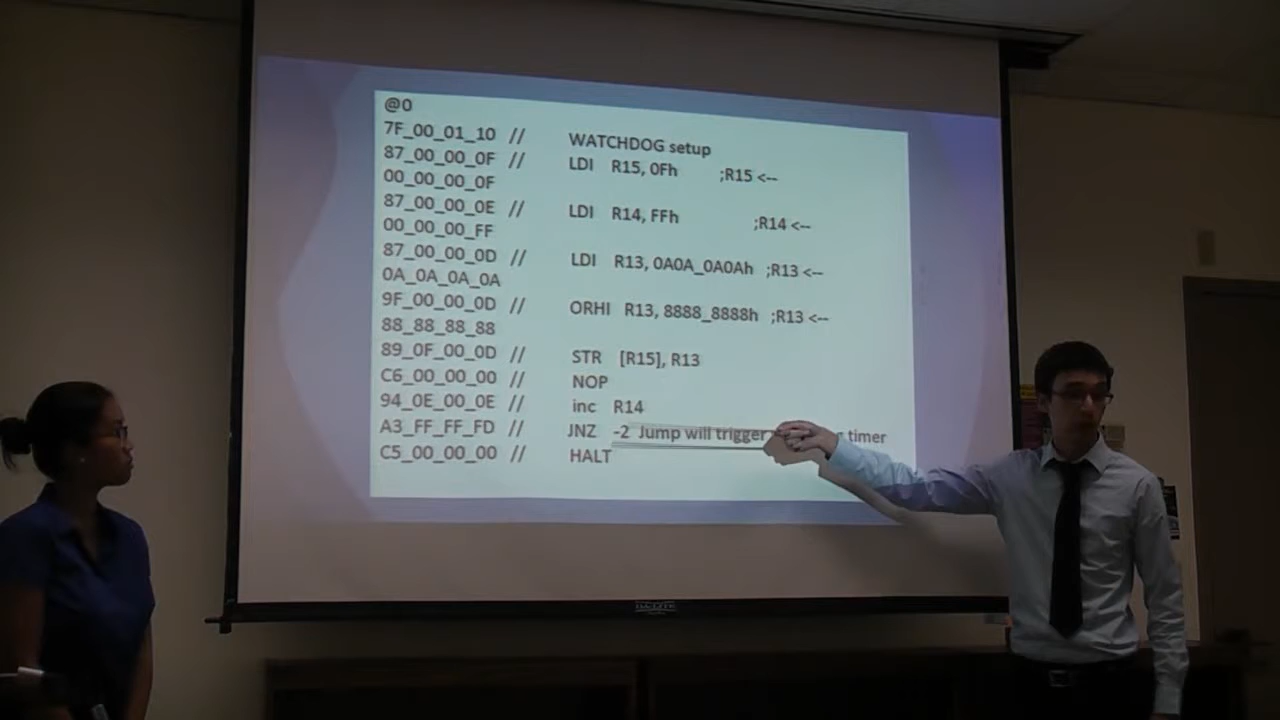 @0
7F_00_01_10 // WATCHDOG setup
87_00_00_0F // LDI R15, 0Fh ;R15 <--
00_00_00_0F
87_00_00_0E // LDI R14, FFh ;R14 <--
00_00_00_FF
87_00_00_0D // LDI R13, 0A0A_0A0Ah ;R13 <--
0A_0A_0A_0A
9F_00_00_0D // ORHI R13, 8888_8888h ;R13 <--
88_88_88_88
89_0F_00_0D // STR [R15], R13
C6_00_00_00 // NOP
94_0E_00_0E // inc R14
A3_FF_FF_FD // JNZ -2 Jump will trigger timer
C5_00_00_00 // HALT